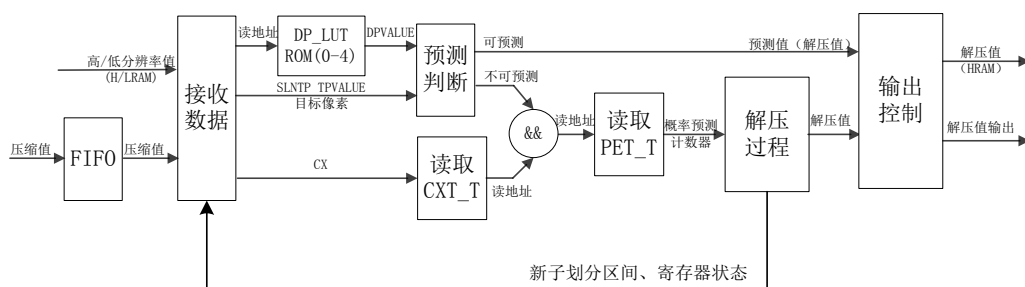 高/低分辨率值
(H/LRAM)
压缩值
FIFO
压缩值
接收
数据
读地址
DP_LUT
ROM(0-4)
DPVALUE
SLNTP TPVALUE
目标像素
CX
读取
CXT_T
读地址
预测
判断
可预测
不可预测
&&
读地址
读取
PET_T
概率预测
计数器
解压
过程
预测值（解压值）
解压值
输出
控制
解压值
（HRAM）
解压值输出
新子划分区间、寄存器状态